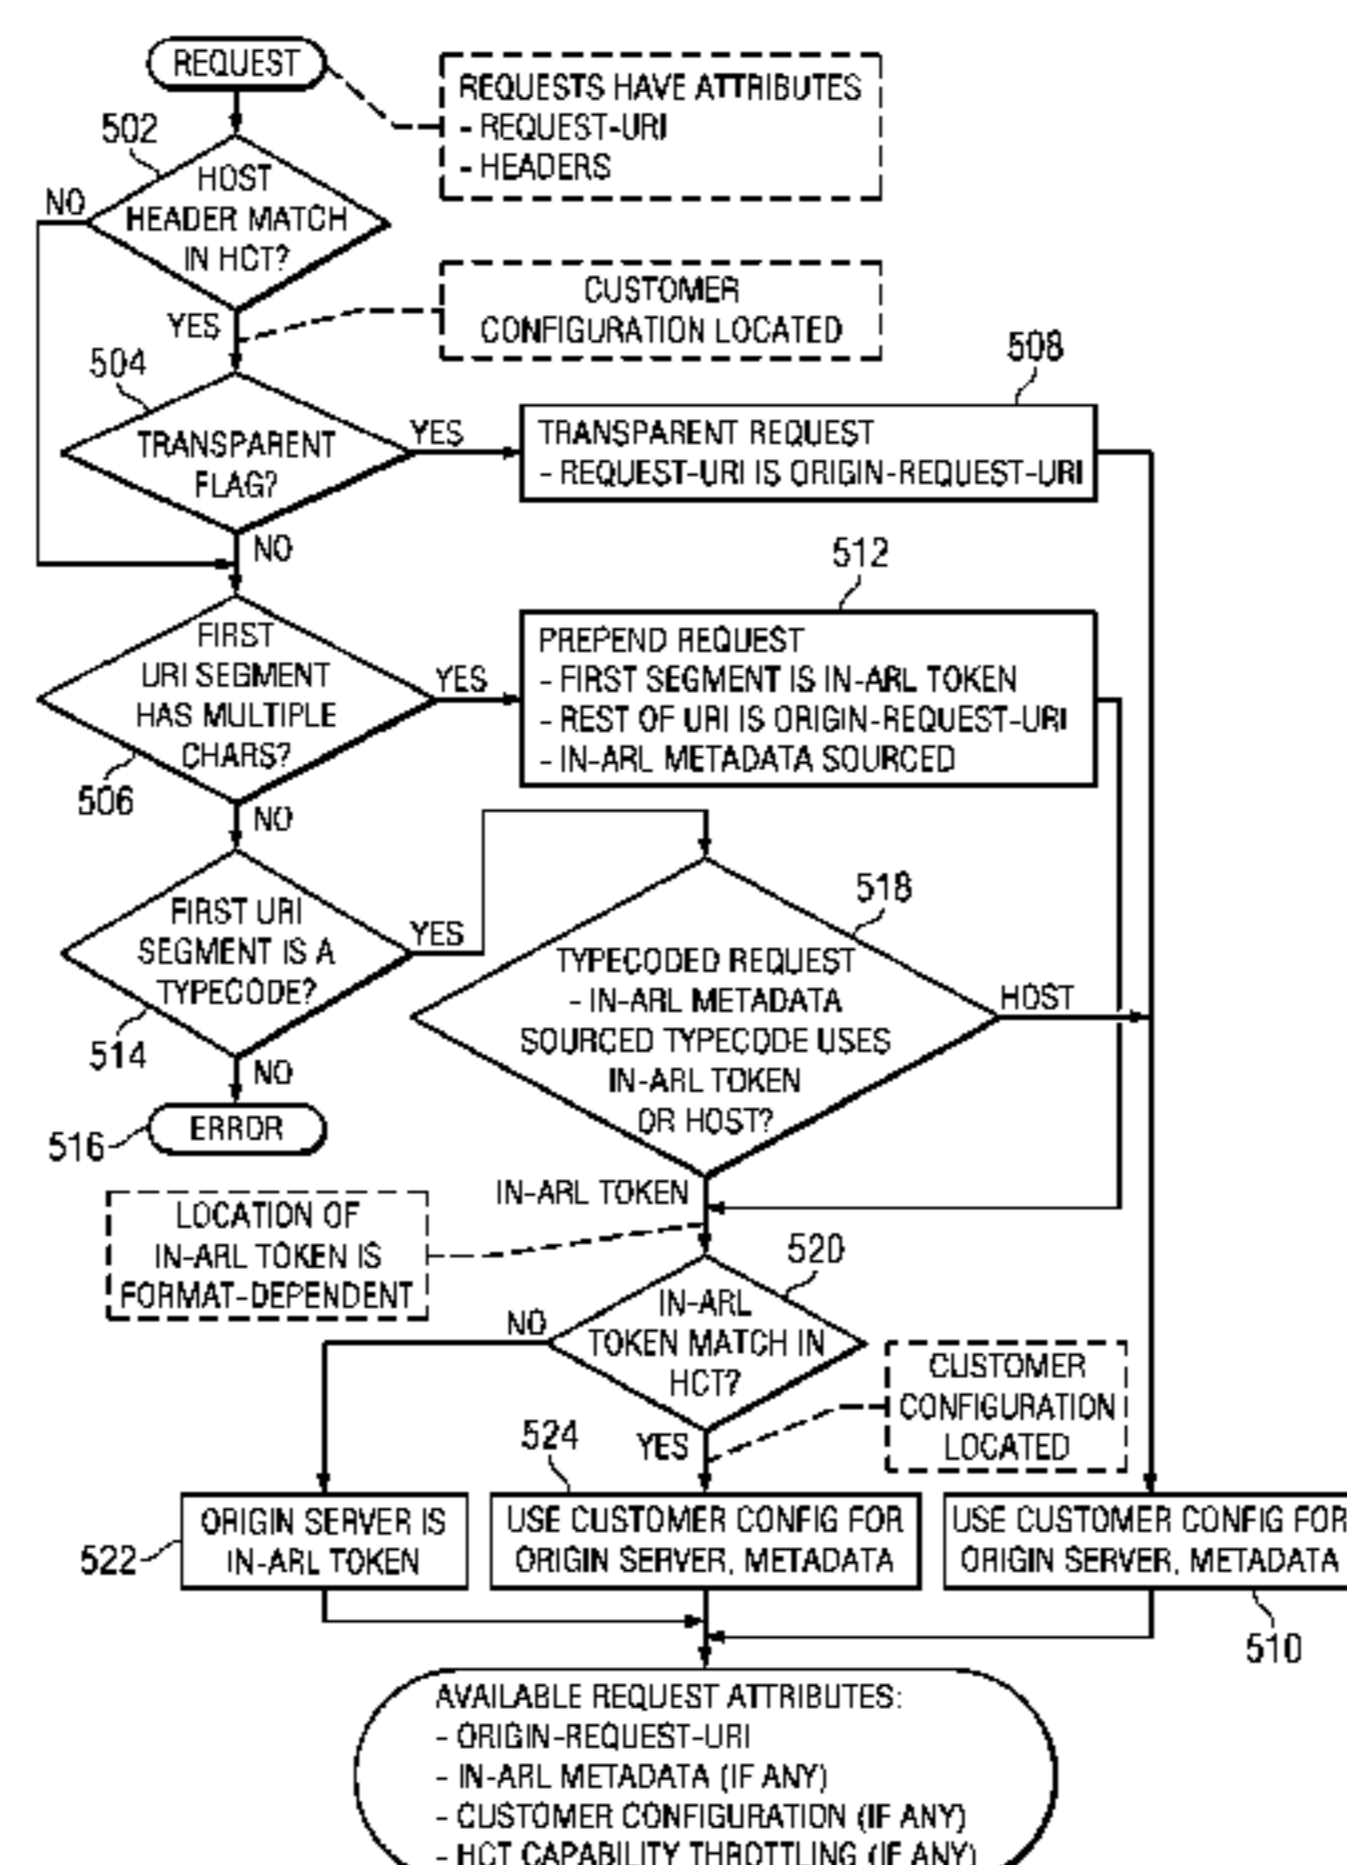 REQUEST
REQUESTS HAVE ATTRIBUTES
- REQUEST-URI
- HEADERS
502
HOST
HEADER MATCH
IN HCT?
NO
YES
CUSTOMER
CONFIGURATION LOCATED
504
TRANSPARENT
FLAG?
YES
NO
508
TRANSPARENT REQUEST
- REQUEST-URI IS ORIGIN-REQUEST-URI
512
FIRST
URI SEGMENT
HAS MULTIPLE
CHARS?
506
YES
NO
PREPEND REQUEST
- FIRST SEGMENT IS IN-ARL TOKEN
- REST OF URI IS ORIGIN-REQUEST-URI
- IN-ARL METADATA SOURCED
FIRST URI
SEGMENT IS A
TYPECODE?
514
YES
NO
516
ERROR
518
TYPECODED REQUEST
- IN-ARL METADATA
SOURCED TYPECODE USES
IN-ARL TOKEN
OR HOST?
HOST
IN-ARL TOKEN
LOCATION OF
IN-ARL TOKEN IS
FORMAT-DEPENDENT
520
IN-ARL
TOKEN MATCH IN
HCT?
NO
YES
CUSTOMER
CONFIGURATION
LOCATED
524
522
ORIGIN SERVER IS
IN-ARL TOKEN
USE CUSTOMER CONFIG FOR
ORIGIN SERVER, METADATA
USE CUSTOMER CONFIG FOR
ORIGIN SERVER, METADATA
510
AVAILABLE REQUEST ATTRIBUTES:
- ORIGIN-REQUEST-URI
- IN-ARL METADATA (IF ANY)
- CUSTOMER CONFIGURATION (IF ANY)
- HCT CAPABILITY THROTTLING (IF ANY)